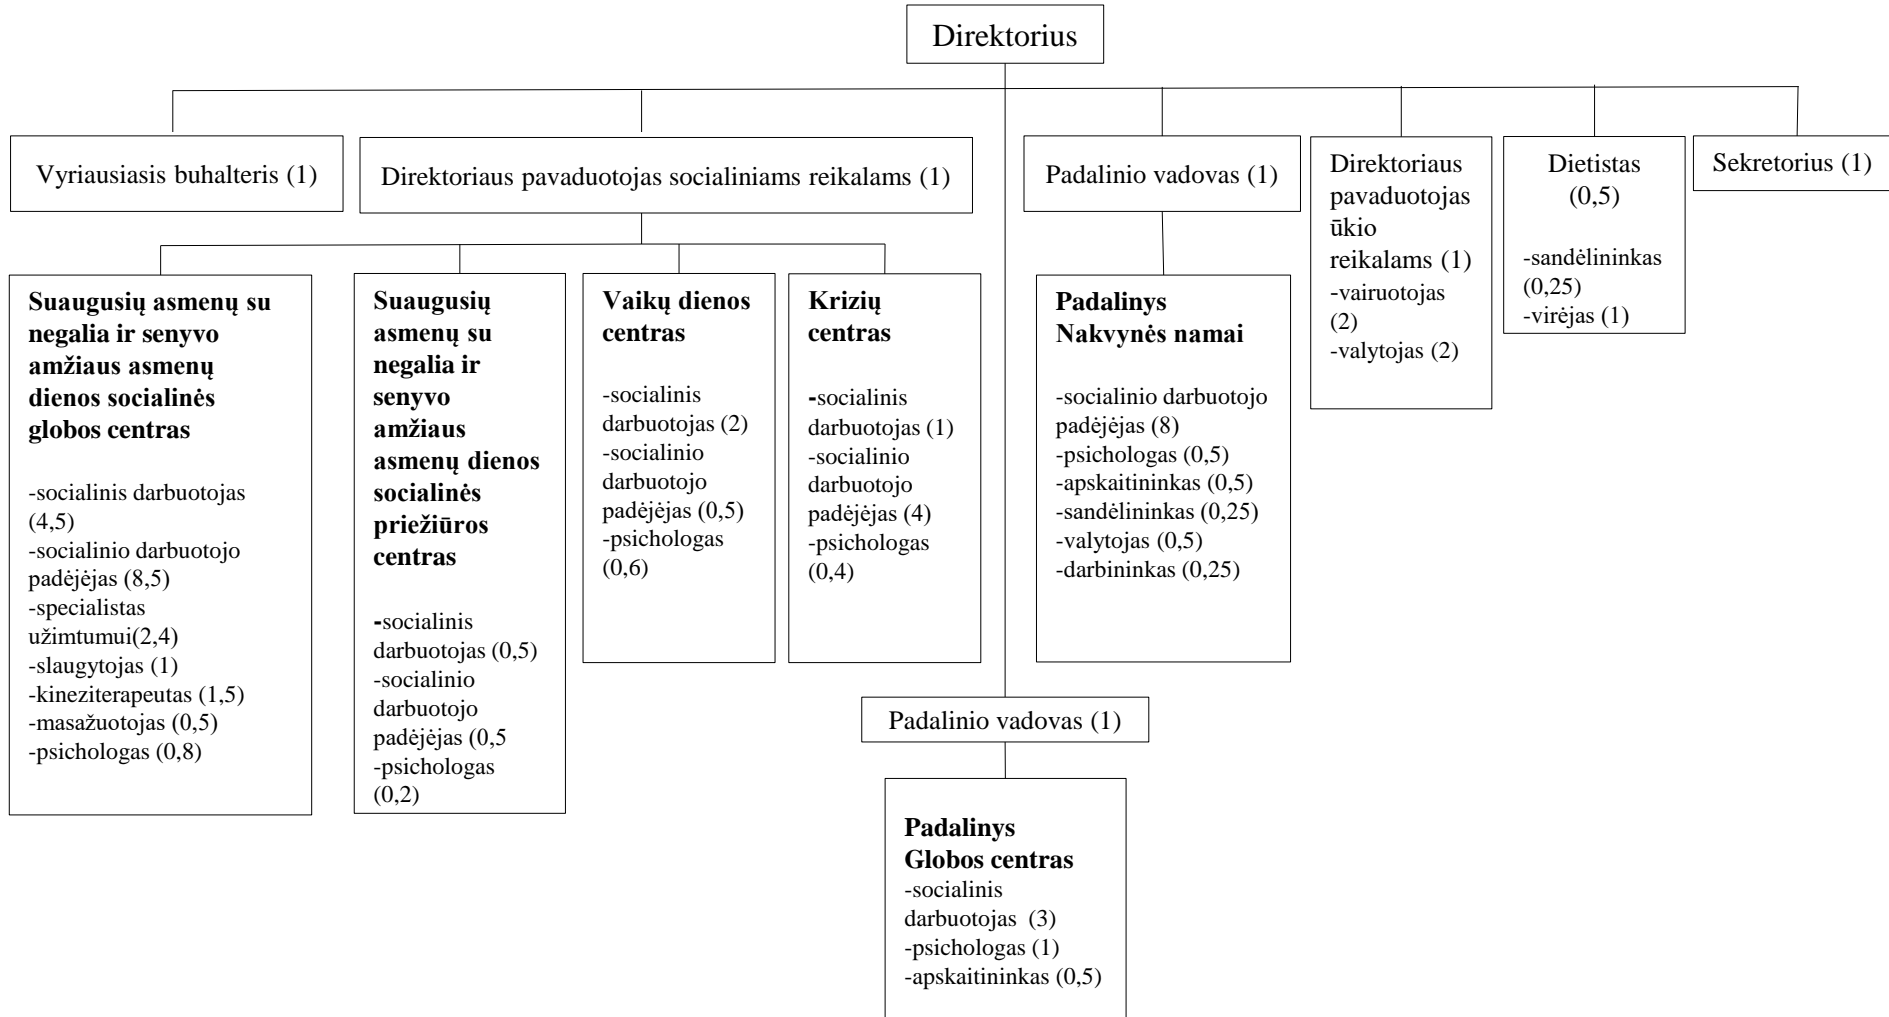 Direktorius
Vyriausiasis buhalteris (1)
Direktoriaus pavaduotojas socialiniams reikalams (1)
Padalinio vadovas (1)
Direktoriaus
pavaduotojas
ūkio
reikalams (1)
-vairuotojas
(2)
-valytojas (2)
Dietistas
(0,5)
-sandėlininkas
(0,25)
-virėjas (1)
Sekretorius (1)
Suaugusių asmenų su
negalia ir senyvo
amžiaus asmenų
dienos socialinės
globos centras
-socialinis darbuotojas
(4,5)
-socialinio darbuotojo
padėjėjas (8,5)
-specialistas
užimtumui(2,4)
-slaugytojas (1)
-kineziterapeutas (1,5)
-masažuotojas (0,5)
-psichologas (0,8)
Suaugusių
asmenų su
negalia ir
senyvo
amžiaus
asmenų dienos
socialinės
priežiūros
centras
-socialinis
darbuotojas (0,5)
-socialinio
darbuotojo
padėjėjas (0,5
-psichologas
(0,2)
Vaikų dienos
centras
-socialinis
darbuotojas (2)
-socialinio
darbuotojo
padėjėjas (0,5)
-psichologas
(0,6)
Krizių
centras
-socialinis
darbuotojas (1)
-socialinio
darbuotojo
padėjėjas (4)
-psichologas
(0,4)
Padalinys
Nakvynės namai
-socialinio darbuotojo
padėjėjas (8)
-psichologas (0,5)
-apskaitininkas (0,5)
-sandėlininkas (0,25)
-valytojas (0,5)
-darbininkas (0,25)
Padalinio vadovas (1)
Padalinys
Globos centras
-socialinis
darbuotojas  (3)
-psichologas (1)
-apskaitininkas (0,5)